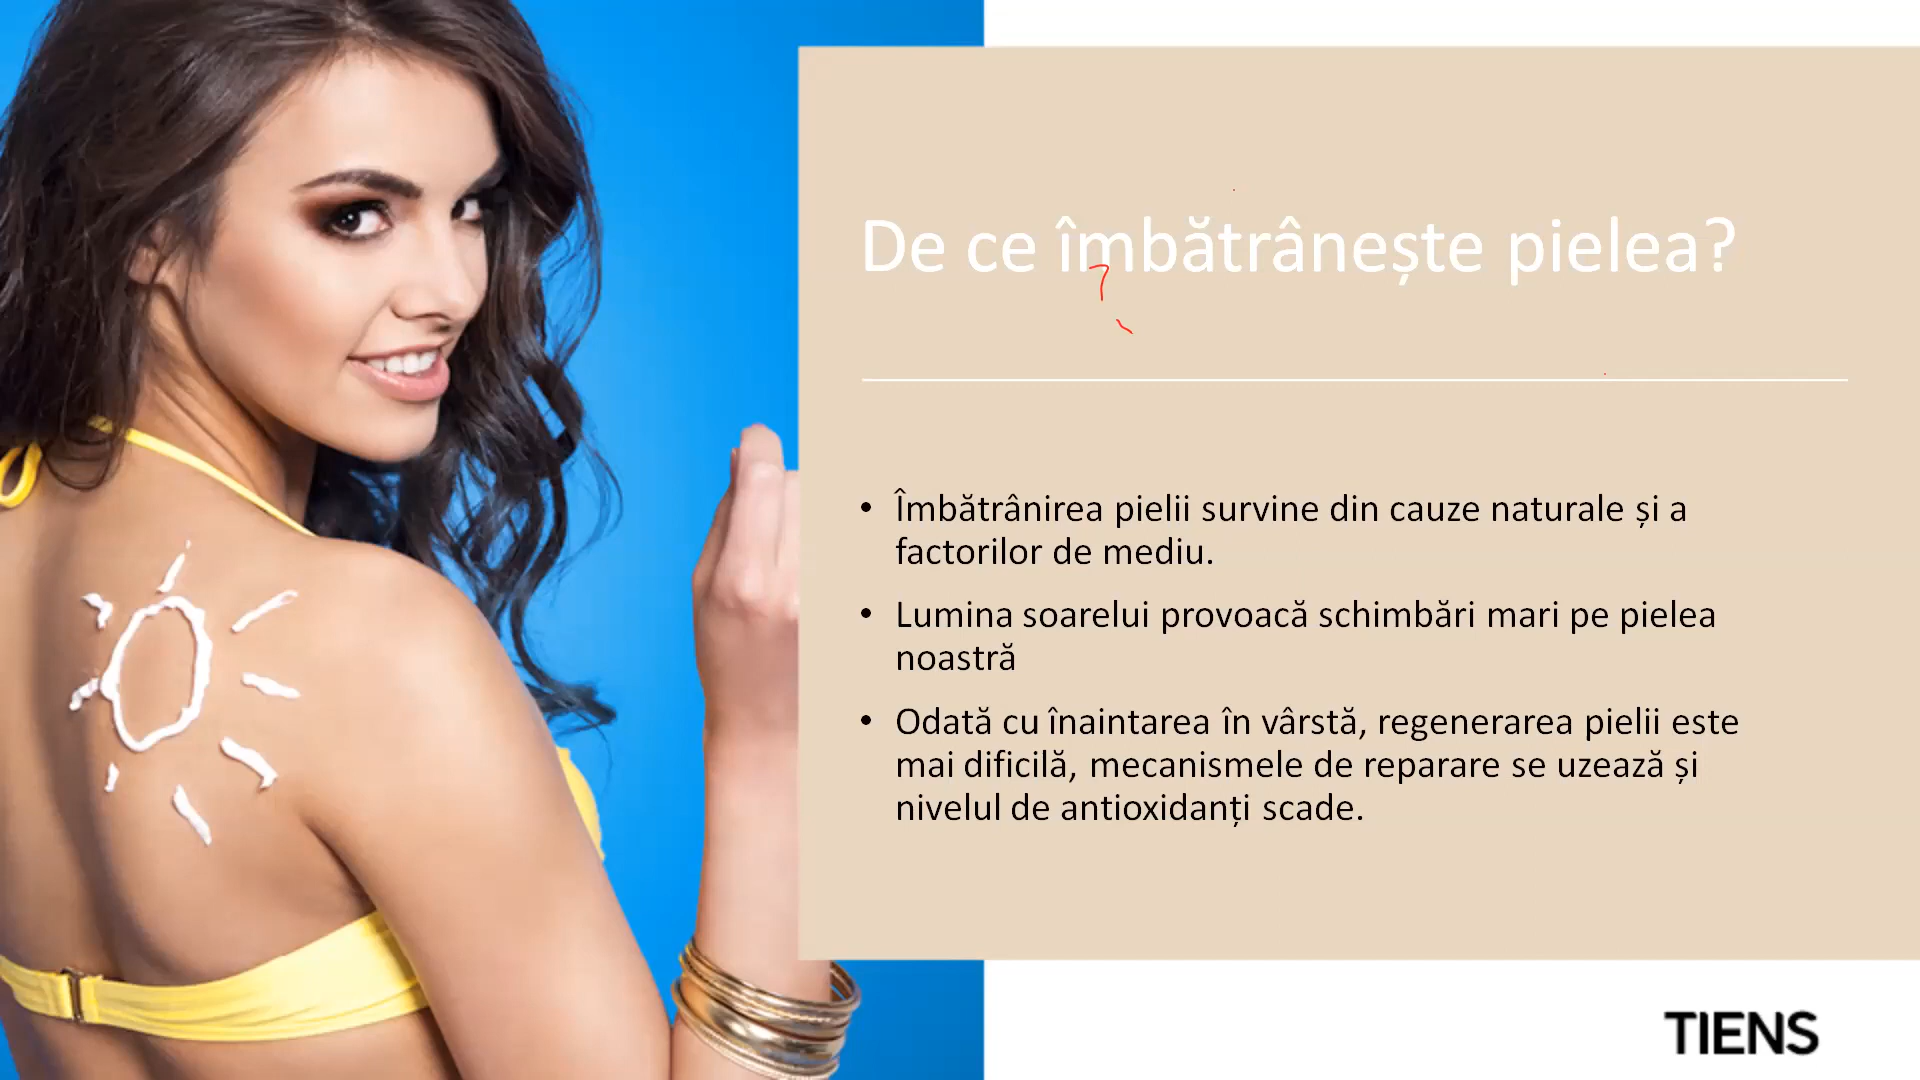 De ce îmbătrânește pielea?
• Îmbătrânirea pielii survine din cauze naturale și a
factorilor de mediu.
• Lumina soarelui provoacă schimbări mari pe pielea
noastră
• Odată cu înaintarea în vârstă, regenerarea pielii este
mai dificilă, mecanismele de reparare se uzează și
nivelul de antioxidanți scade.
TIENS